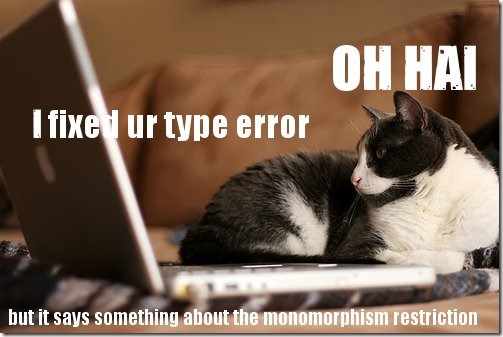 OH HAI
I fixed ur type error
but it says something about the monomorphism restriction